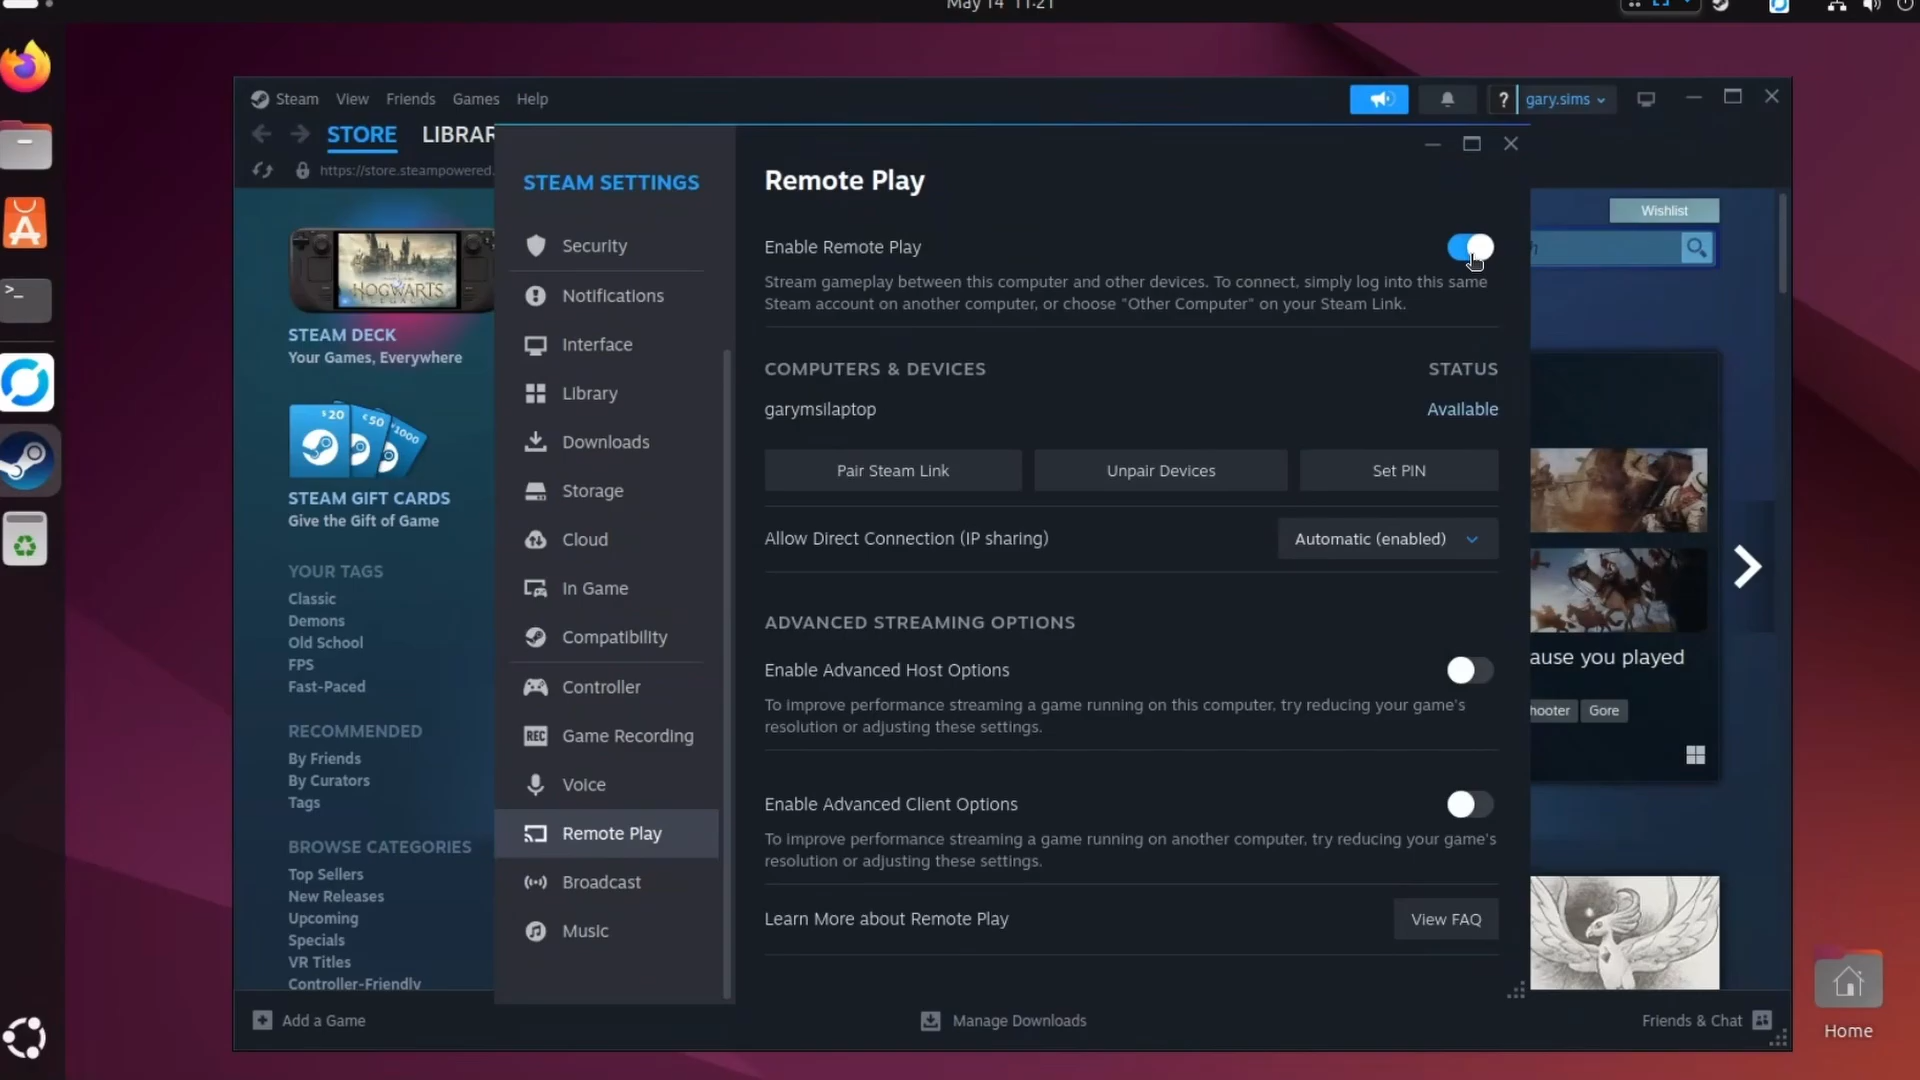 May 14 11:21
Steam View Friends Games Help
? gary.sims
STORE LIBRAR
https://store.steampowered.
HOGWARTS
LEGACY
STEAM DECK
Your Games, Everywhere
$20 €50 ¥1000
STEAM GIFT CARDS
Give the Gift of Game
YOUR TAGS
Classic
Demons
Old School
FPS
Fast-Paced
RECOMMENDED
By Friends
By Curators
Tags
BROWSE CATEGORIES
Top Sellers
New Releases
Upcoming
Specials
VR Titles
Controller-Friendly
STEAM SETTINGS
Security
Notifications
Interface
Library
Downloads
Storage
Cloud
In Game
Compatibility
Controller
REC Game Recording
Voice
Remote Play
Broadcast
Music
Remote Play
Enable Remote Play
Stream gameplay between this computer and other devices. To connect, simply log into this same
Steam account on another computer, or choose "Other Computer" on your Steam Link.
COMPUTERS & DEVICES STATUS
garymsilaptop Available
Pair Steam Link Unpair Devices Set PIN
Allow Direct Connection (IP sharing) Automatic (enabled)
ADVANCED STREAMING OPTIONS
Enable Advanced Host Options
To improve performance streaming a game running on this computer, try reducing your game's
resolution or adjusting these settings.
Enable Advanced Client Options
To improve performance streaming a game running on another computer, try reducing your game's
resolution or adjusting these settings.
Learn More about Remote Play View FAQ
Wishlist
ause you played
hooter Gore
Add a Game Manage Downloads Friends & Chat
Home